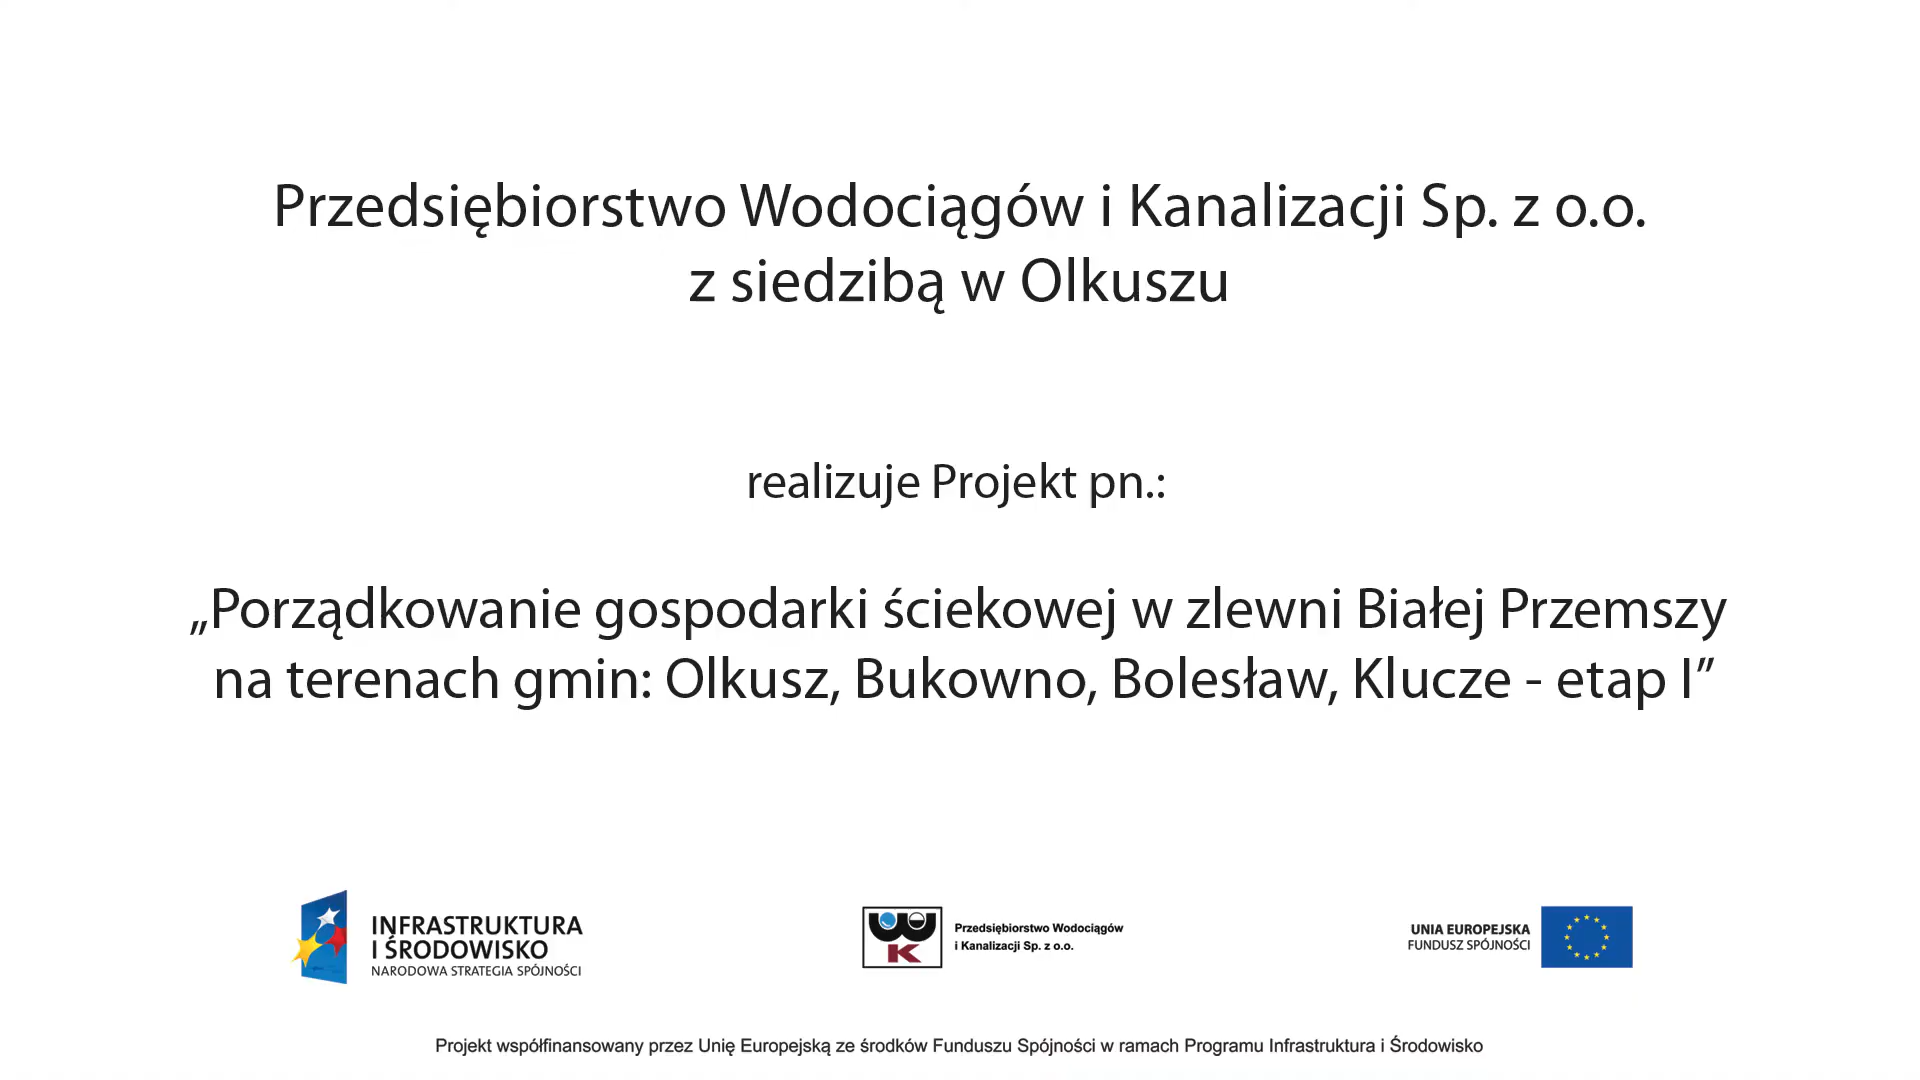 Przedsiębiorstwo Wodociągów i Kanalizacji Sp. z o.o.
z siedzibą w Olkuszu
realizuje Projekt pn.:
„Porządkowanie gospodarki ściekowej w zlewni Białej Przemszy
na terenach gmin: Olkusz, Bukowno, Bolesław, Klucze - etap I”
INFRASTRUKTURA
I ŚRODOWISKO
NARODOWA STRATEGIA SPÓJNOŚCI
WK
Przedsiębiorstwo Wodociągów
i Kanalizacji Sp. z o.o.
UNIA EUROPEJSKA
FUNDUSZ SPÓJNOŚCI
Projekt współfinansowany przez Unię Europejską ze środków Funduszu Spójności w ramach Programu Infrastruktura i Środowisko